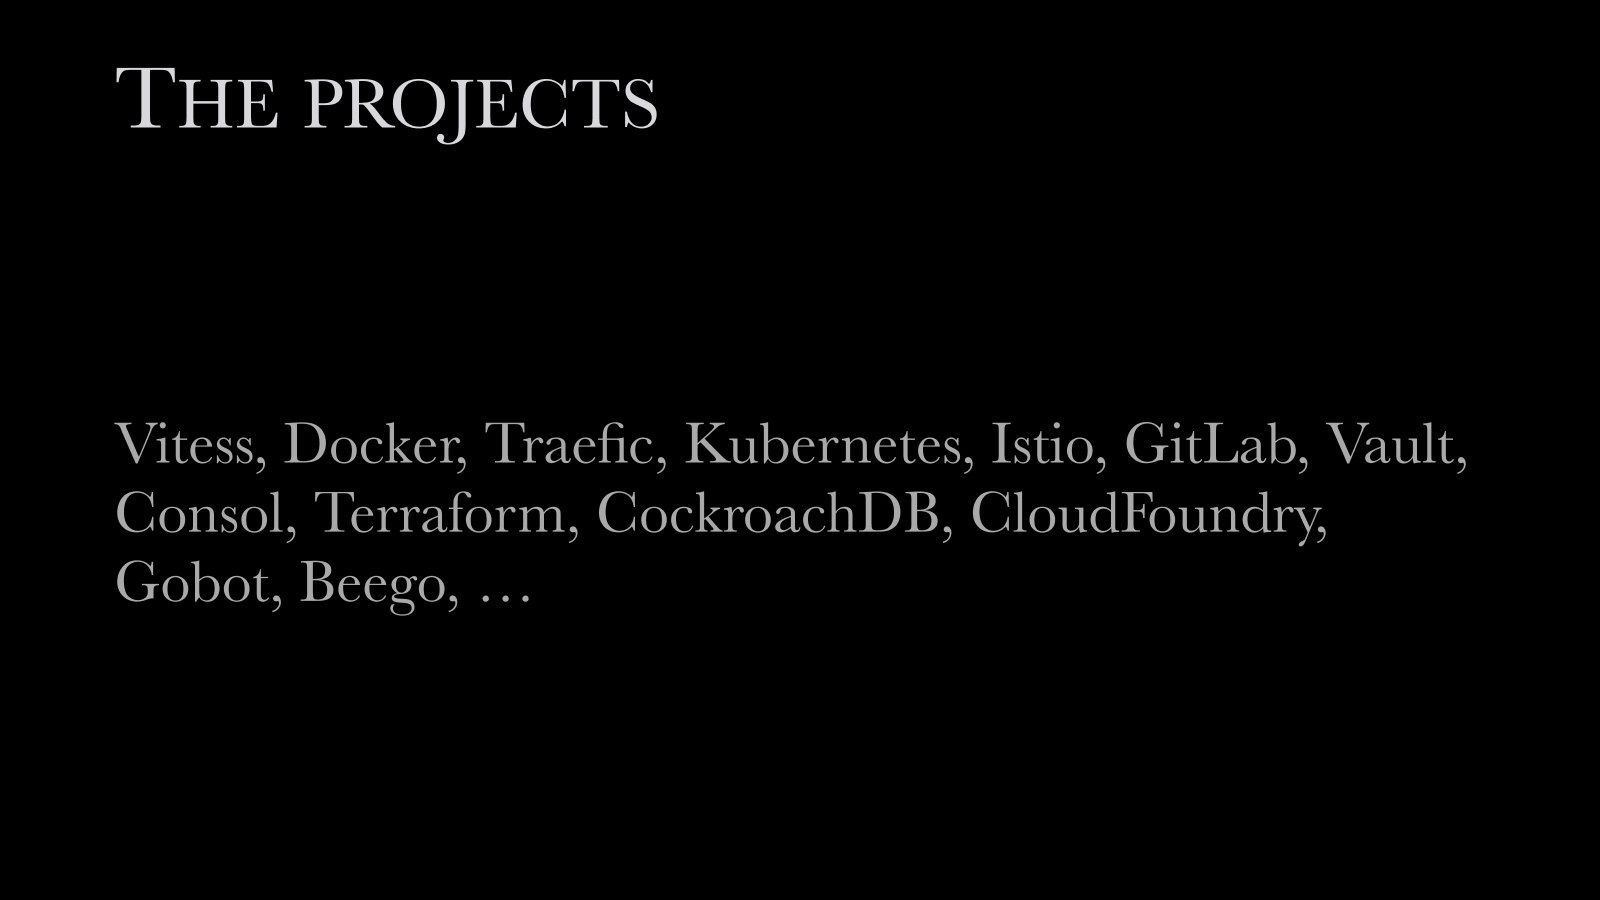 The projects
Vitess, Docker, Traefic, Kubernetes, Istio, GitLab, Vault,
Consol, Terraform, CockroachDB, CloudFoundry,
Gobot, Beego, …